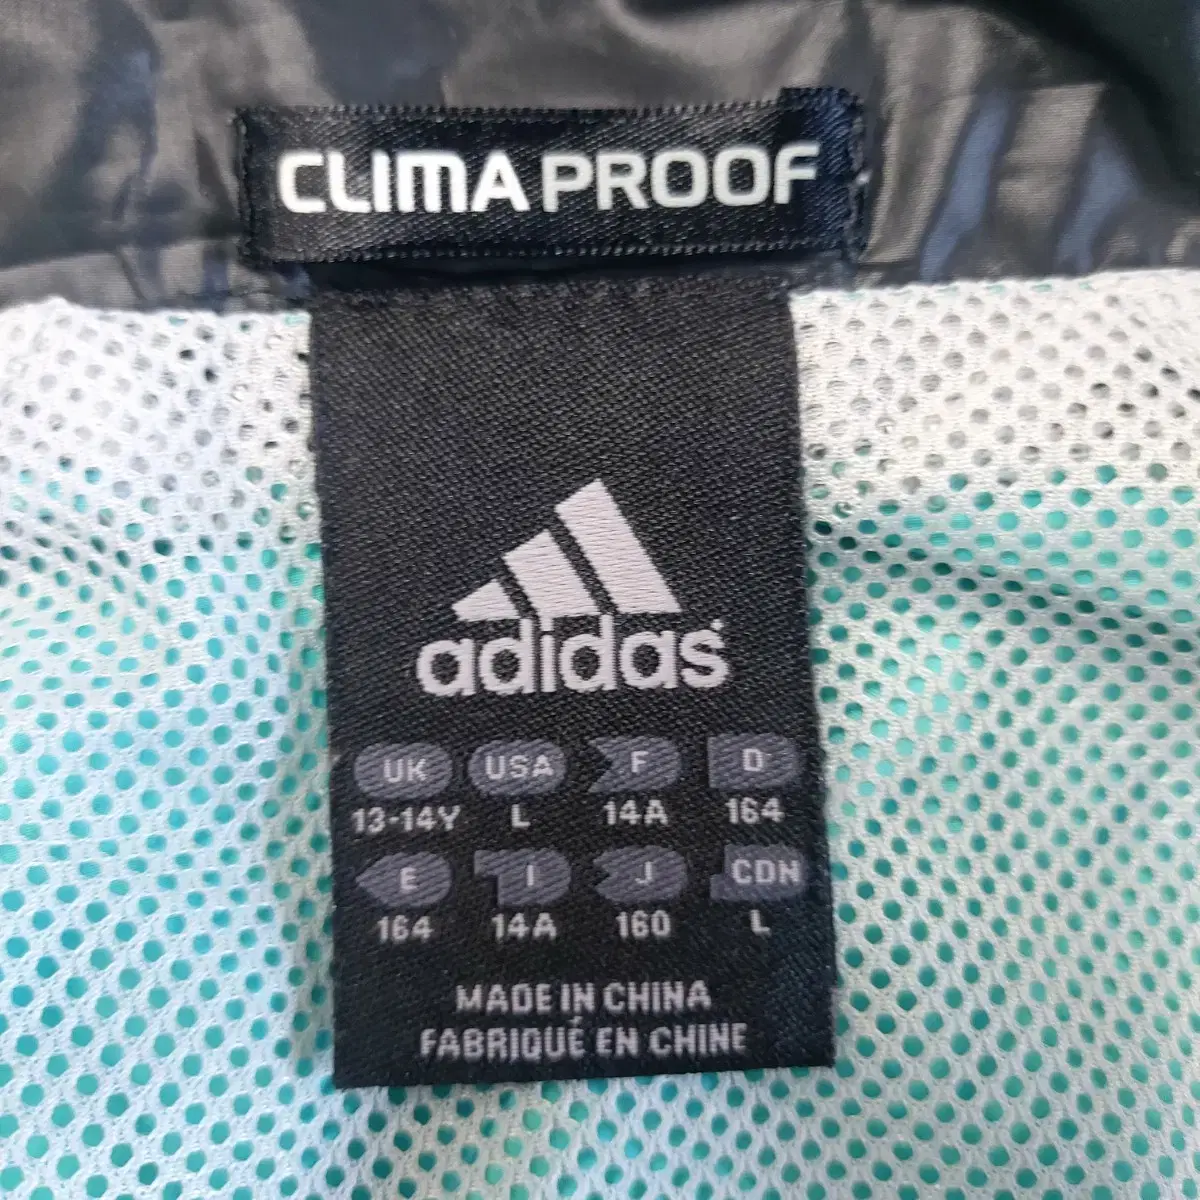 CLIMAPROOF
adidas
UK USA F D
13-14Y L 14A 164
E I J CDN
164 14A 160 L
MADE IN CHINA
FABRIQUÉ EN CHINE